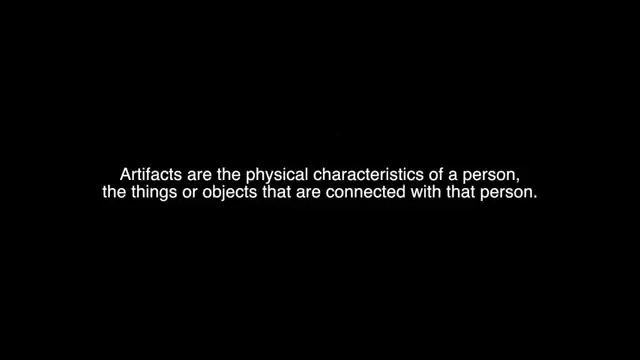 Artifacts are the physical characteristics of a person,
the things or objects that are connected with that person.